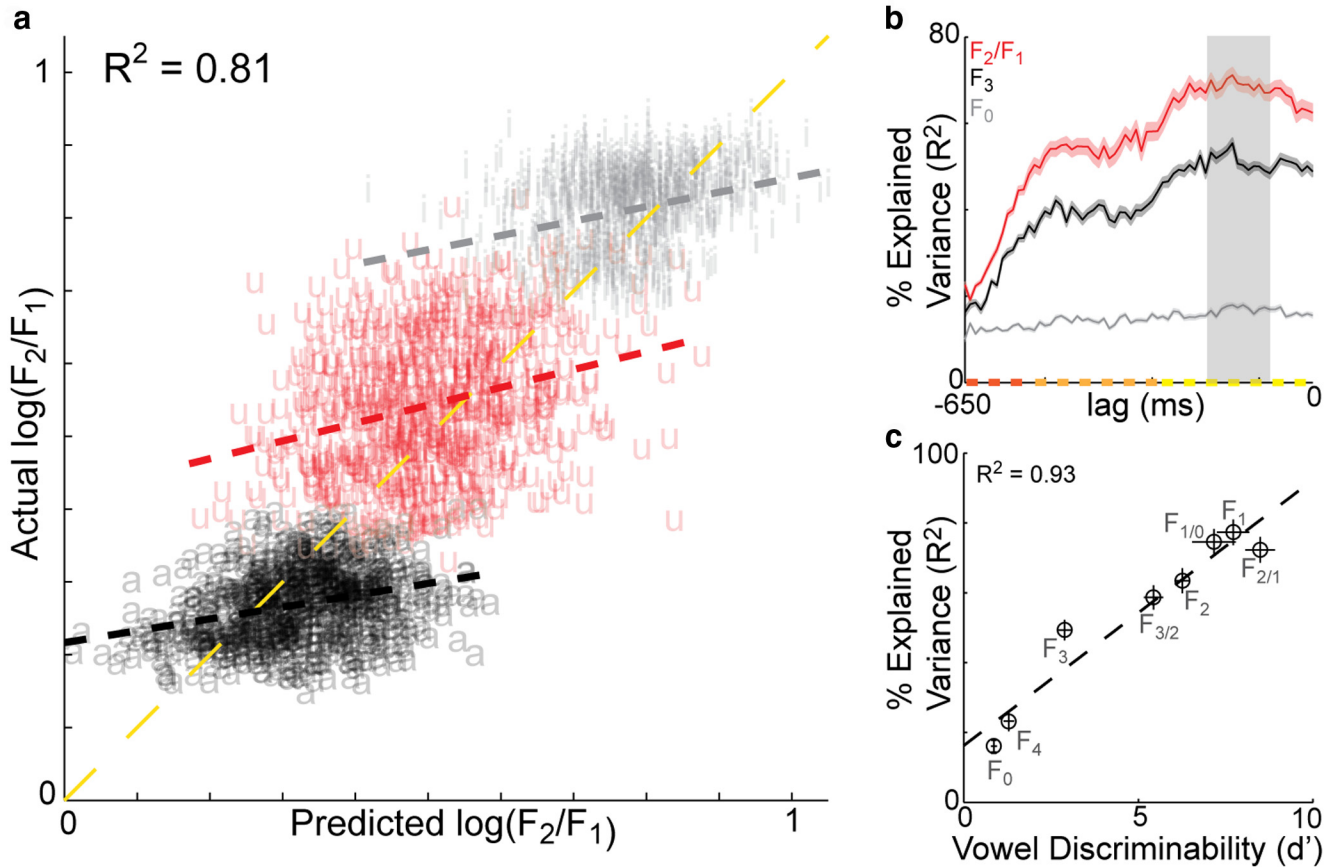 a
R² = 0.81
1
Actual log(F₂/F₁)
0
0
Predicted log(F₂/F₁)
1
b
80
F₂/F₁
F₃
F₀
% Explained
Variance (R²)
0
-650
lag (ms)
0
c
100
R² = 0.93
F₁/₀
F₁
F₂/₁
F₂
F₃/₂
F₃
F₄
F₀
% Explained
Variance (R²)
0
0
5
10
Vowel Discriminability (d')